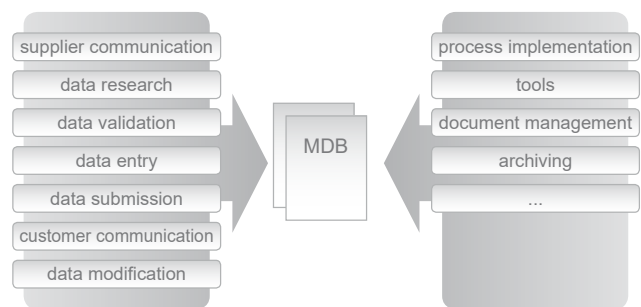 supplier communication
data research
data validation
data entry
data submission
customer communication
data modification
MDB
process implementation
tools
document management
archiving
...